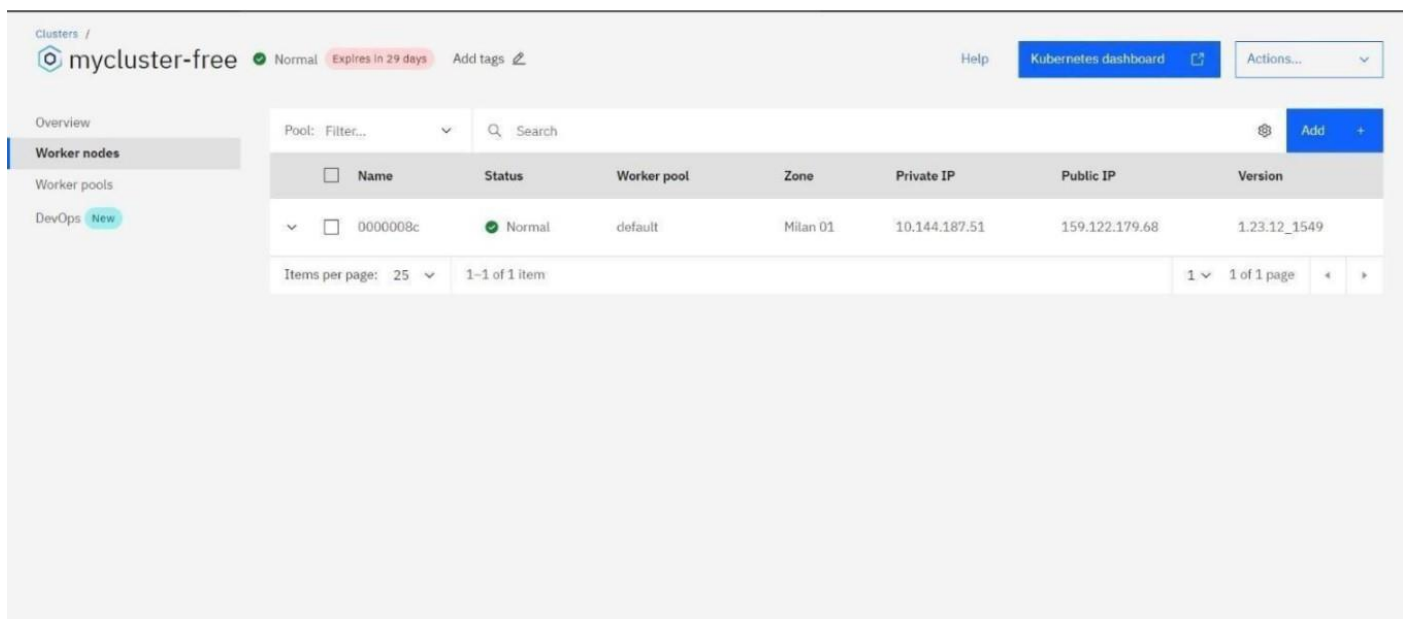 Clusters /
mycluster-free Normal Expires in 29 days Add tags Help Kubernetes dashboard Actions...
Overview
Worker nodes
Worker pools
DevOps New
Pool: Filter... Search Add +
Name Status Worker pool Zone Private IP Public IP Version
0000008c Normal default Milan 01 10.144.187.51 159.122.179.68 1.23.12_1549
Items per page: 25 1–1 of 1 item 1 1 of 1 page